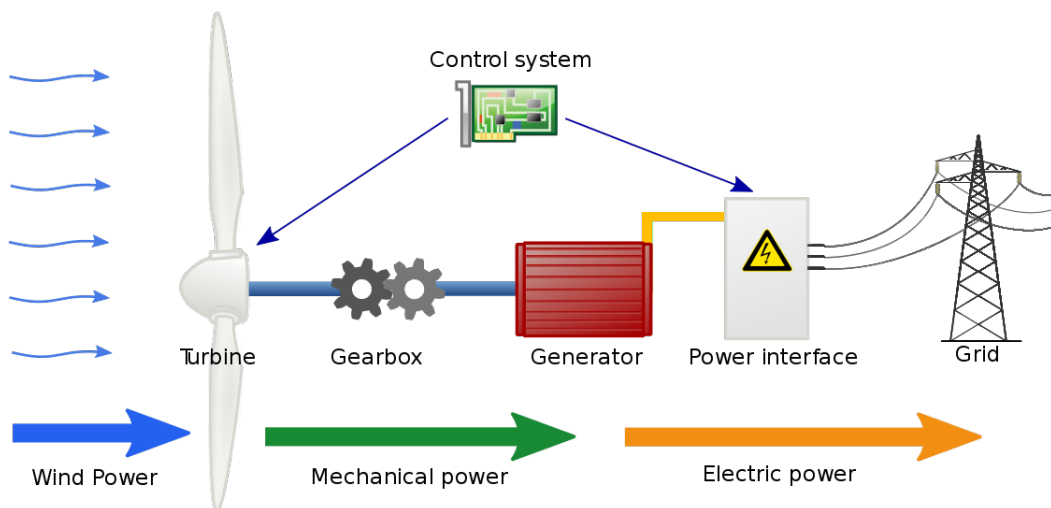 Control system
Turbine
Gearbox
Generator
Power interface
Grid
Wind Power
Mechanical power
Electric power